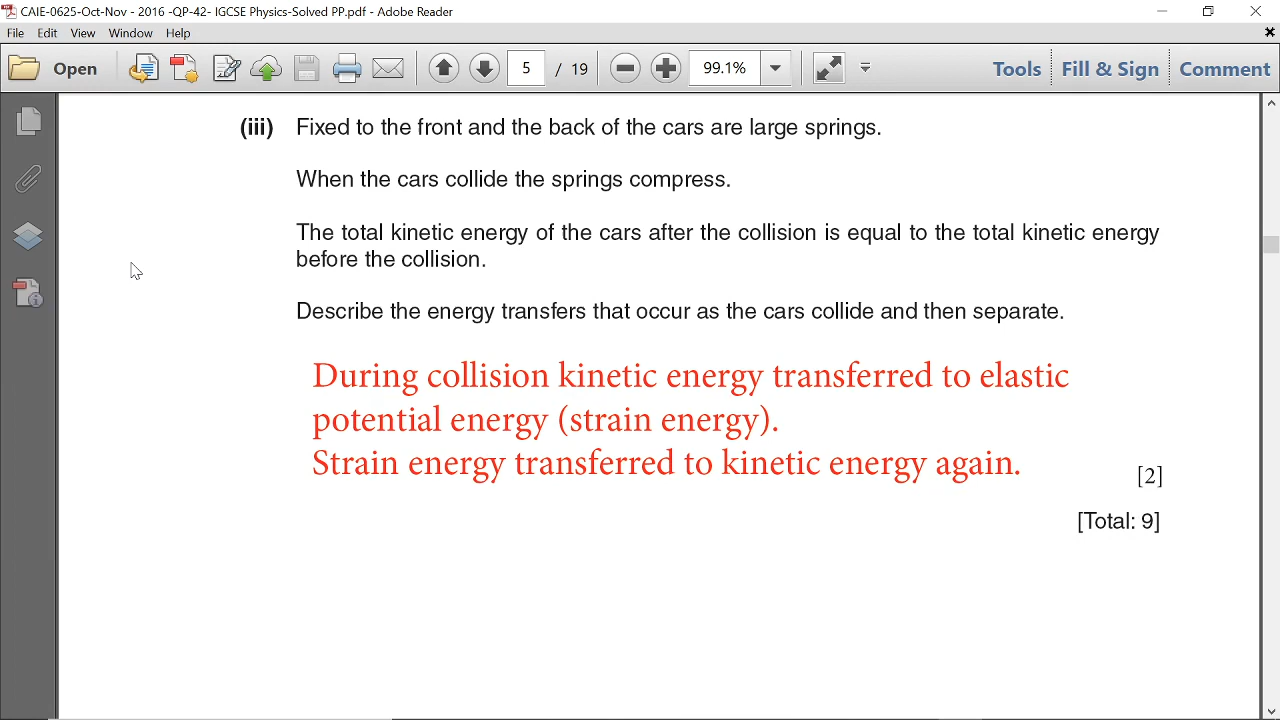 CAIE-0625-Oct-Nov - 2016 -QP-42- IGCSE Physics-Solved PP.pdf - Adobe Reader
File Edit View Window Help
Open 5 / 19 99.1% Tools Fill & Sign Comment
(iii) Fixed to the front and the back of the cars are large springs.
When the cars collide the springs compress.
The total kinetic energy of the cars after the collision is equal to the total kinetic energy
before the collision.
Describe the energy transfers that occur as the cars collide and then separate.
During collision kinetic energy transferred to elastic
potential energy (strain energy).
Strain energy transferred to kinetic energy again.
[2]
[Total: 9]